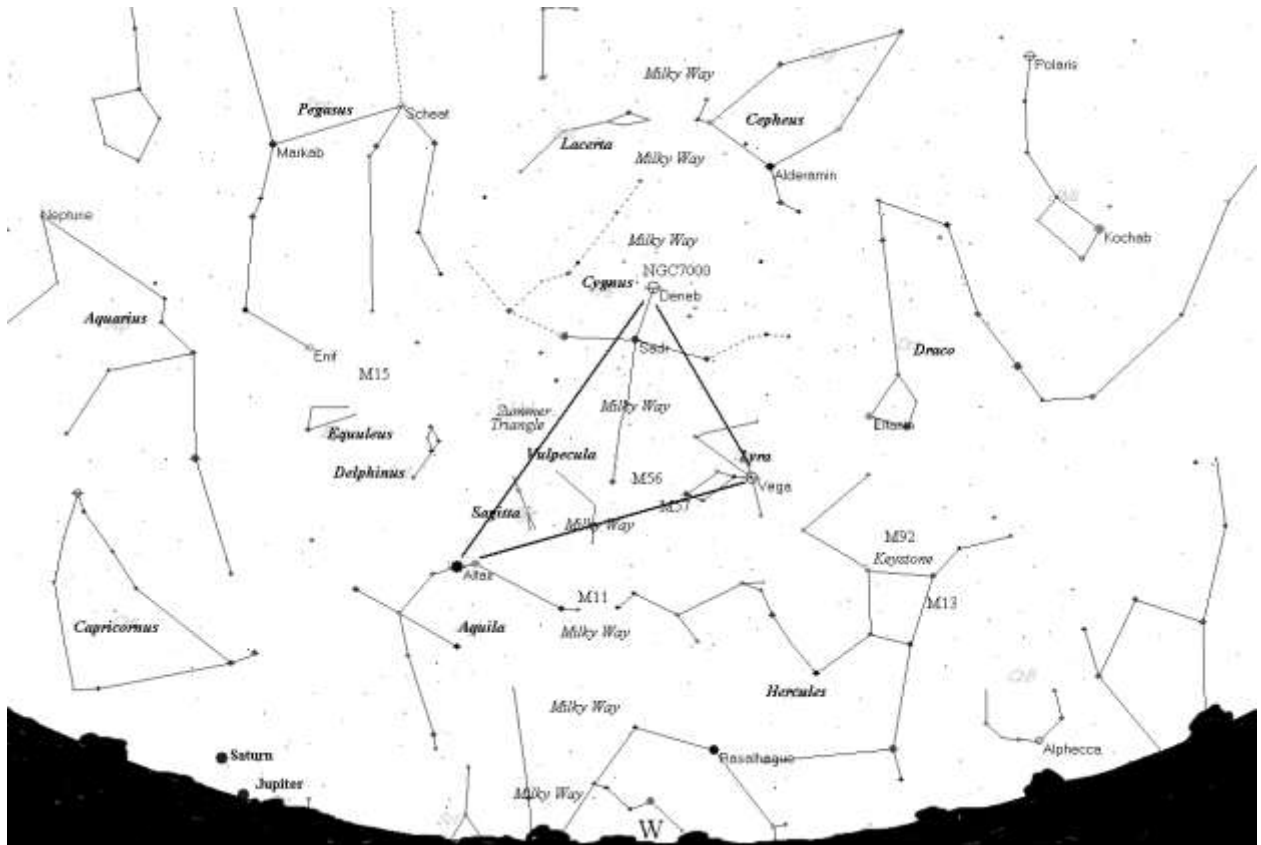 Polaris
Milky Way
Pegasus
Scheat
Cepheus
Lacerta
Markab
Milky Way
Alderamin
Neptune
Kochab
Milky Way
NGC7000
Cygnus
Deneb
Aquarius
Sadr
Enif
Draco
M15
Milky Way
Summer
Triangle
Equuleus
Eltanin
Vulpecula
Lyra
Delphinus
M56
Vega
M57
Sagitta
Milky Way
M92
Keystone
Altair
M11
M13
Capricornus
Aquila
Milky Way
Hercules
Milky Way
Saturn
Rasalhague
Alphecca
Jupiter
Milky Way
W